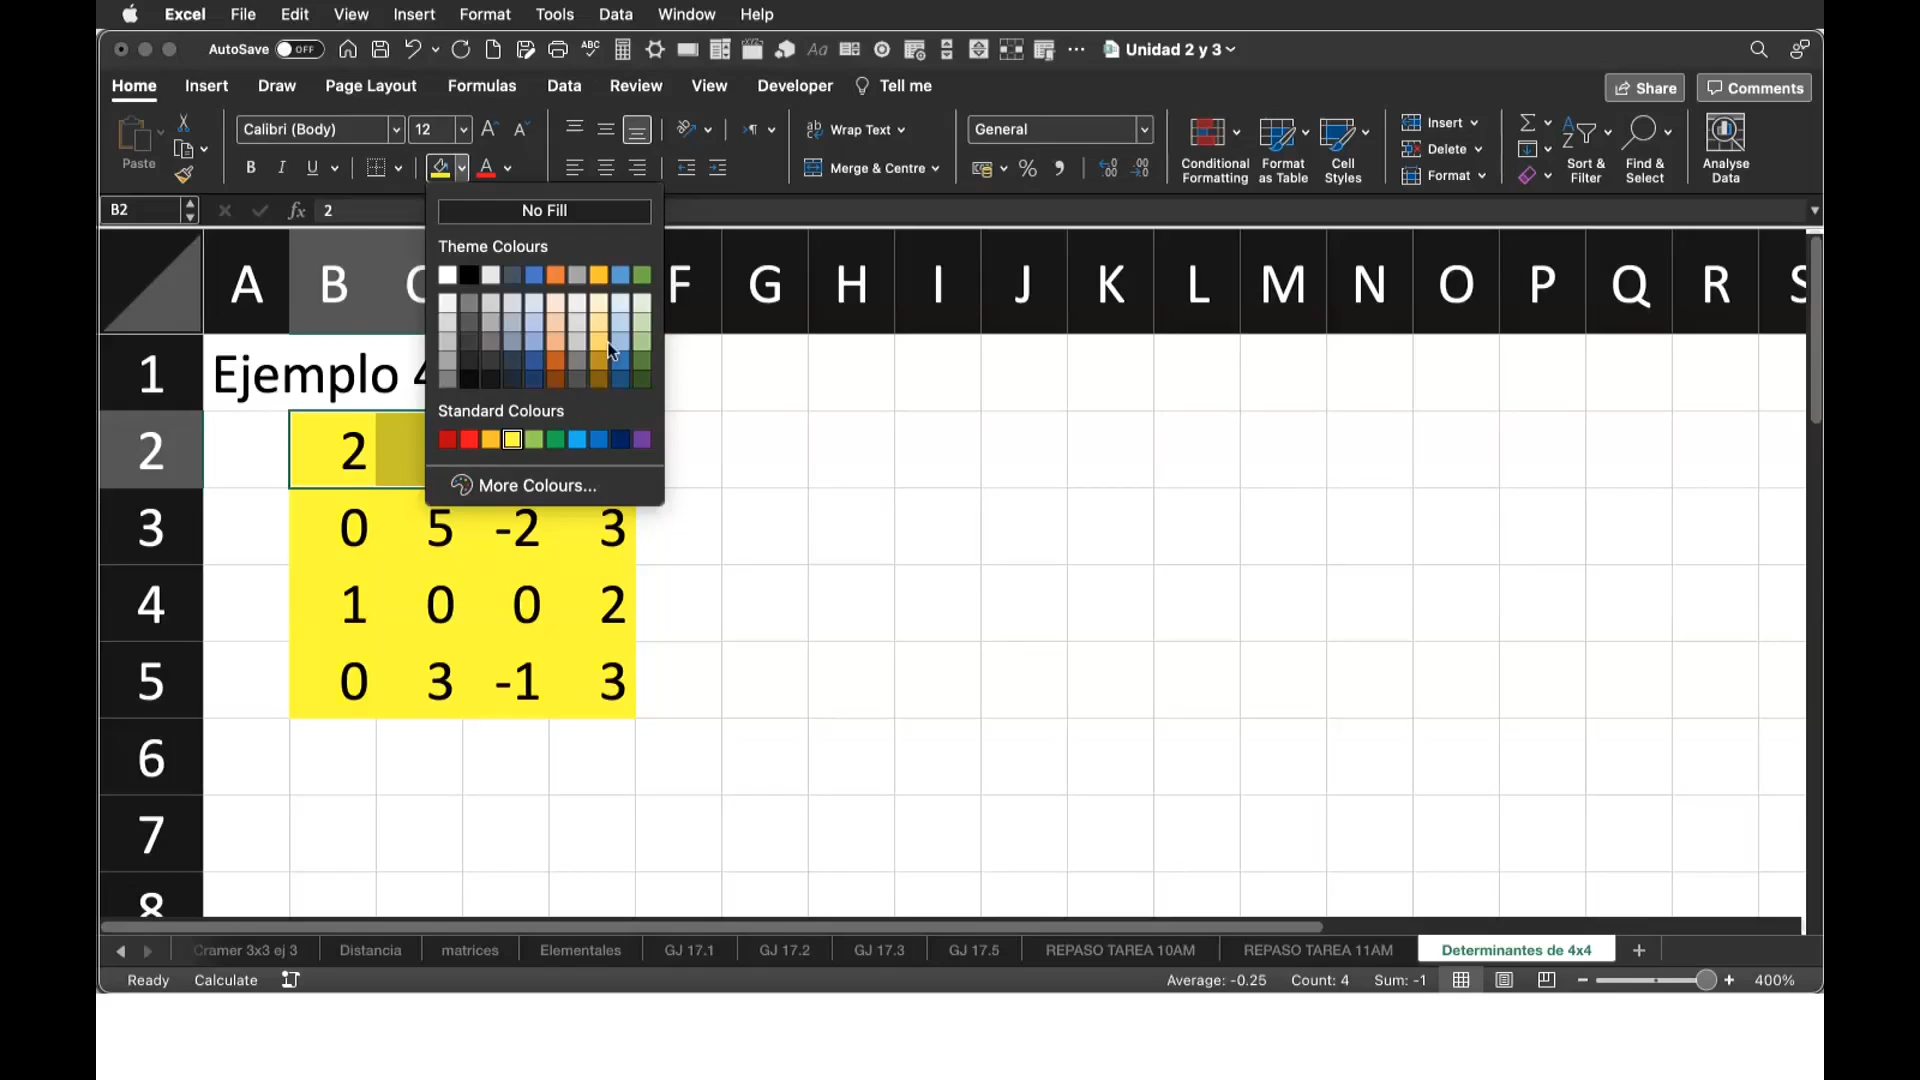 Excel File Edit View Insert Format Tools Data Window Help
AutoSave OFF ABC Aa ... Unidad 2 y 3
Home Insert Draw Page Layout Formulas Data Review View Developer Tell me Share Comments
Paste Calibri (Body) 12 A A ab Wrap Text General Conditional Formatting Format as Table Cell Styles Insert Delete Format Sort & Filter Find & Select Analyse Data
B I U A Merge & Centre % 9
B2 fx 2
No Fill
Theme Colours
Standard Colours
More Colours...
A B C F G H I J K L M N O P Q R S
1 Ejemplo 4
2 2
3 0 5 -2 3
4 1 0 0 2
5 0 3 -1 3
6
7
8
Cramer 3x3 ej 3 Distancia matrices Elementales GJ 17.1 GJ 17.2 GJ 17.3 GJ 17.5 REPASO TAREA 10AM REPASO TAREA 11AM Determinantes de 4x4 +
Ready Calculate Average: -0.25 Count: 4 Sum: -1 − + 400%